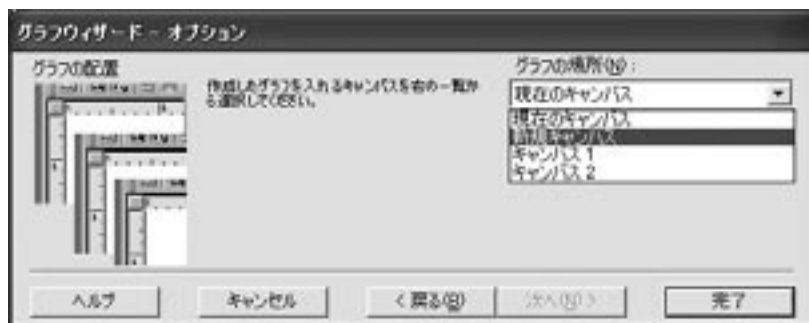 グラフウィザード - オプション
グラフの配置
作成したグラフを入れるキャンバスを右の一覧か
ら選択してください。
グラフの場所(N):
現在のキャンバス
現在のキャンバス
新規キャンバス
キャンバス 1
キャンバス 2
ヘルプ
キャンセル
< 戻る(B)
次へ(N) >
完了